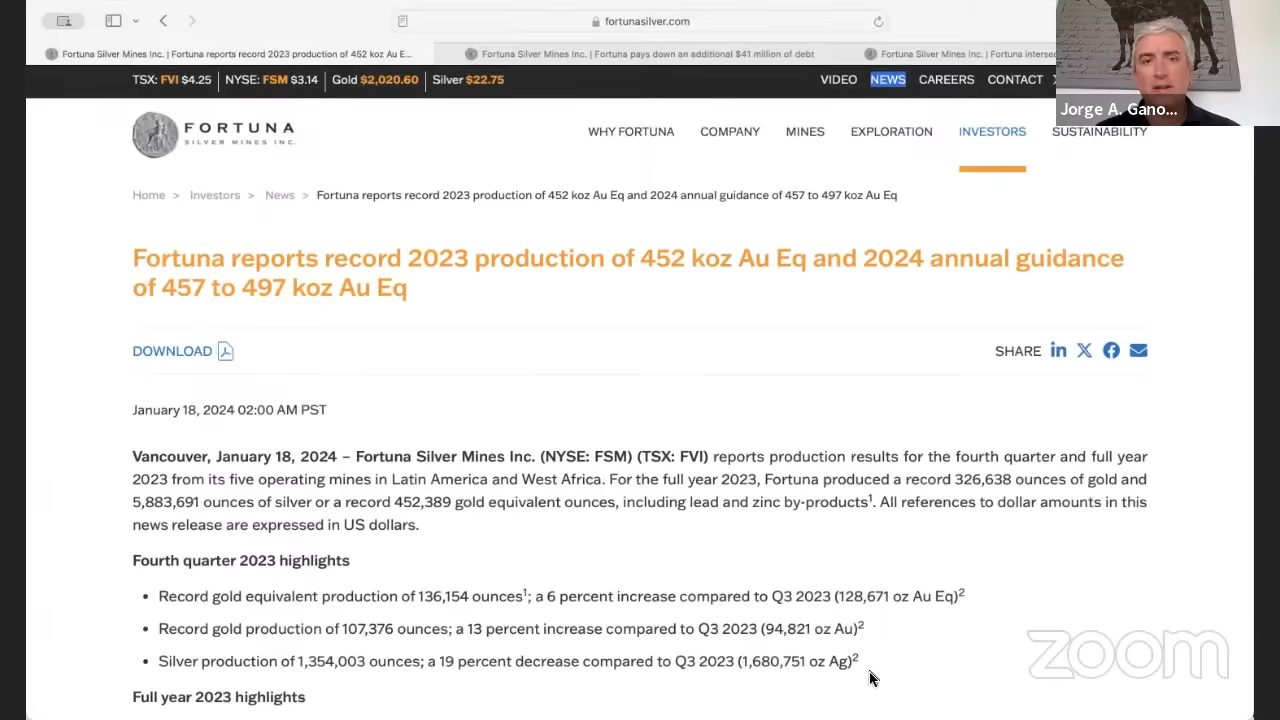 fortunasilver.com
Fortuna Silver Mines Inc. | Fortuna reports record 2023 production of 452 koz Au E...
Fortuna Silver Mines Inc. | Fortuna pays down an additional $41 million of debt
Fortuna Silver Mines Inc. | Fortuna interse
TSX: FVI $4.25 | NYSE: FSM $3.14 | Gold $2,020.60 | Silver $22.75
VIDEO NEWS CAREERS CONTACT
Jorge A. Gano...
FORTUNA
SILVER MINES INC.
WHY FORTUNA COMPANY MINES EXPLORATION INVESTORS SUSTAINABILITY
Home > Investors > News > Fortuna reports record 2023 production of 452 koz Au Eq and 2024 annual guidance of 457 to 497 koz Au Eq
Fortuna reports record 2023 production of 452 koz Au Eq and 2024 annual guidance
of 457 to 497 koz Au Eq
DOWNLOAD
SHARE
January 18, 2024 02:00 AM PST
Vancouver, January 18, 2024 – Fortuna Silver Mines Inc. (NYSE: FSM) (TSX: FVI) reports production results for the fourth quarter and full year
2023 from its five operating mines in Latin America and West Africa. For the full year 2023, Fortuna produced a record 326,638 ounces of gold and
5,883,691 ounces of silver or a record 452,389 gold equivalent ounces, including lead and zinc by-products¹. All references to dollar amounts in this
news release are expressed in US dollars.
Fourth quarter 2023 highlights
• Record gold equivalent production of 136,154 ounces¹; a 6 percent increase compared to Q3 2023 (128,671 oz Au Eq)²
• Record gold production of 107,376 ounces; a 13 percent increase compared to Q3 2023 (94,821 oz Au)²
• Silver production of 1,354,003 ounces; a 19 percent decrease compared to Q3 2023 (1,680,751 oz Ag)²
zoom
Full year 2023 highlights